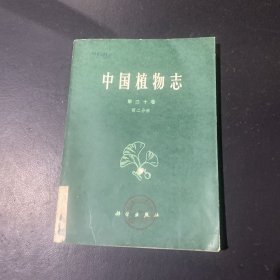 中国植物志
第三十卷
第二分册
科学出版社